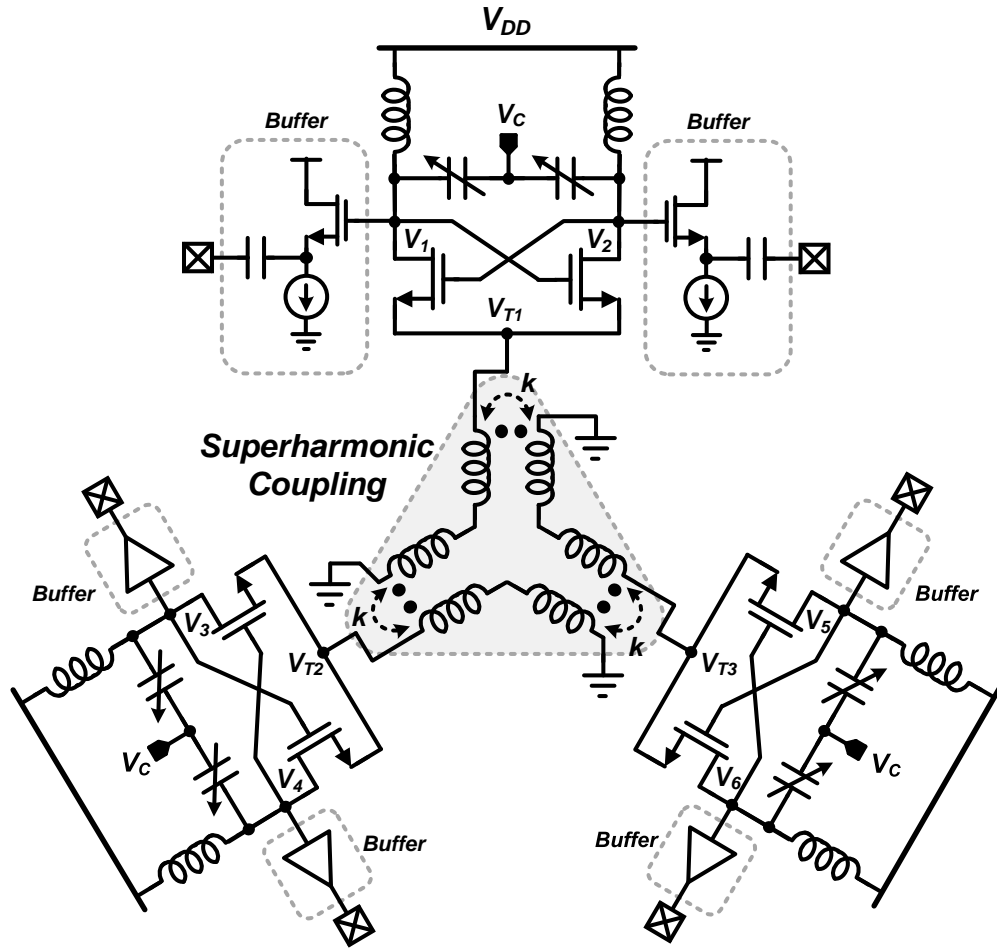 V_DD
V_C
Buffer
Buffer
V_1
V_2
V_T1
k
Superharmonic
Coupling
Buffer
Buffer
k
k
V_3
V_T2
V_T3
V_5
V_C
V_4
V_6
V_C
Buffer
Buffer